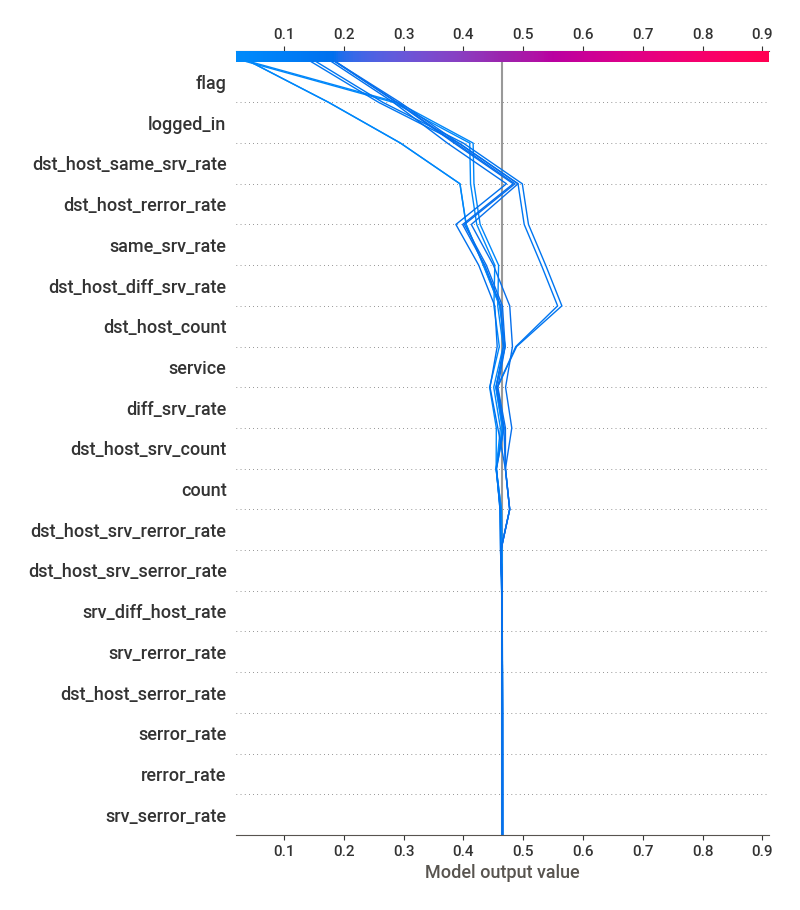 0.1 0.2 0.3 0.4 0.5 0.6 0.7 0.8 0.9
flag
logged_in
dst_host_same_srv_rate
dst_host_rerror_rate
same_srv_rate
dst_host_diff_srv_rate
dst_host_count
service
diff_srv_rate
dst_host_srv_count
count
dst_host_srv_rerror_rate
dst_host_srv_serror_rate
srv_diff_host_rate
srv_rerror_rate
dst_host_serror_rate
serror_rate
rerror_rate
srv_serror_rate
0.1 0.2 0.3 0.4 0.5 0.6 0.7 0.8 0.9
Model output value